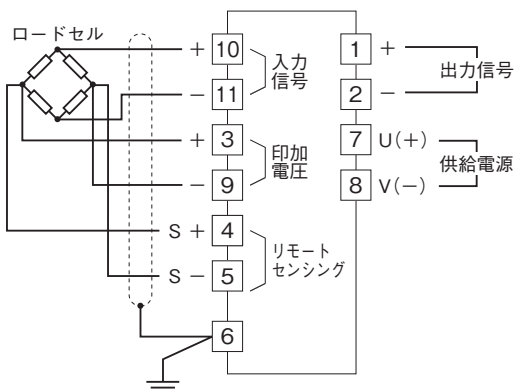 ロードセル
+ 10
- 11
入力
信号
+ 3
- 9
印加
電圧
S + 4
S - 5
リモート
センシング
6
1 +
2 -
出力信号
7 U(+)
8 V(-)
供給電源